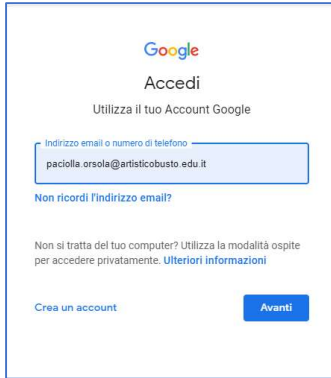 Google
Accedi
Utilizza il tuo Account Google
Indirizzo email o numero di telefono
paciolla.orsola@artisticobusto.edu.it
Non ricordi l'indirizzo email?
Non si tratta del tuo computer? Utilizza la modalità ospite
per accedere privatamente. Ulteriori informazioni
Crea un account
Avanti